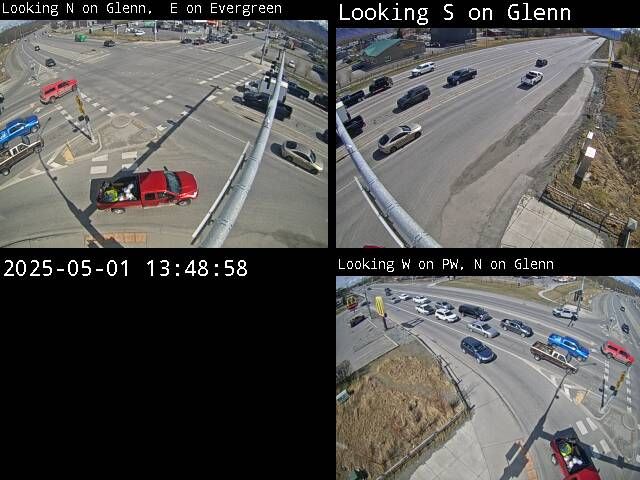 Looking N on Glenn,  E on Evergreen
Looking S on Glenn
2025-05-01 13:48:58
Looking W on PW, N on Glenn